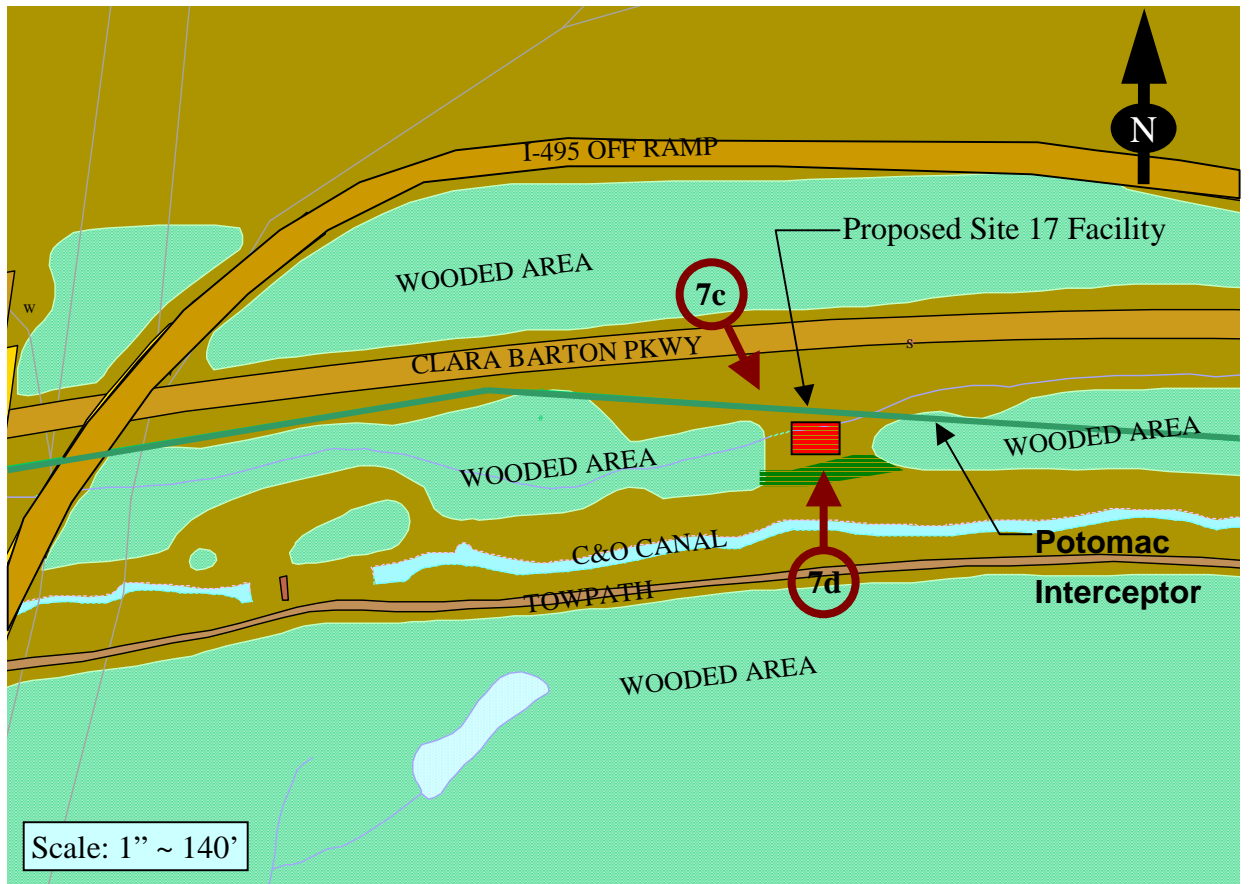 I-495 OFF RAMP
N
Proposed Site 17 Facility
WOODED AREA
7c
w
CLARA BARTON PKWY
s
WOODED AREA
WOODED AREA
C&O CANAL
Potomac
Interceptor
7d
TOWPATH
WOODED AREA
Scale: 1” ~ 140’